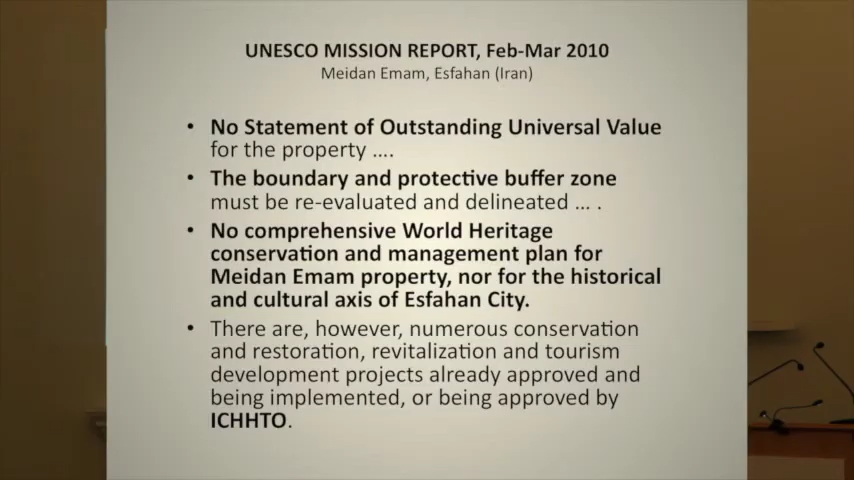 UNESCO MISSION REPORT, Feb-Mar 2010
Meidan Emam, Esfahan (Iran)
• No Statement of Outstanding Universal Value
for the property ....
• The boundary and protective buffer zone
must be re-evaluated and delineated ... .
• No comprehensive World Heritage
conservation and management plan for
Meidan Emam property, nor for the historical
and cultural axis of Esfahan City.
• There are, however, numerous conservation
and restoration, revitalization and tourism
development projects already approved and
being implemented, or being approved by
ICHHTO.